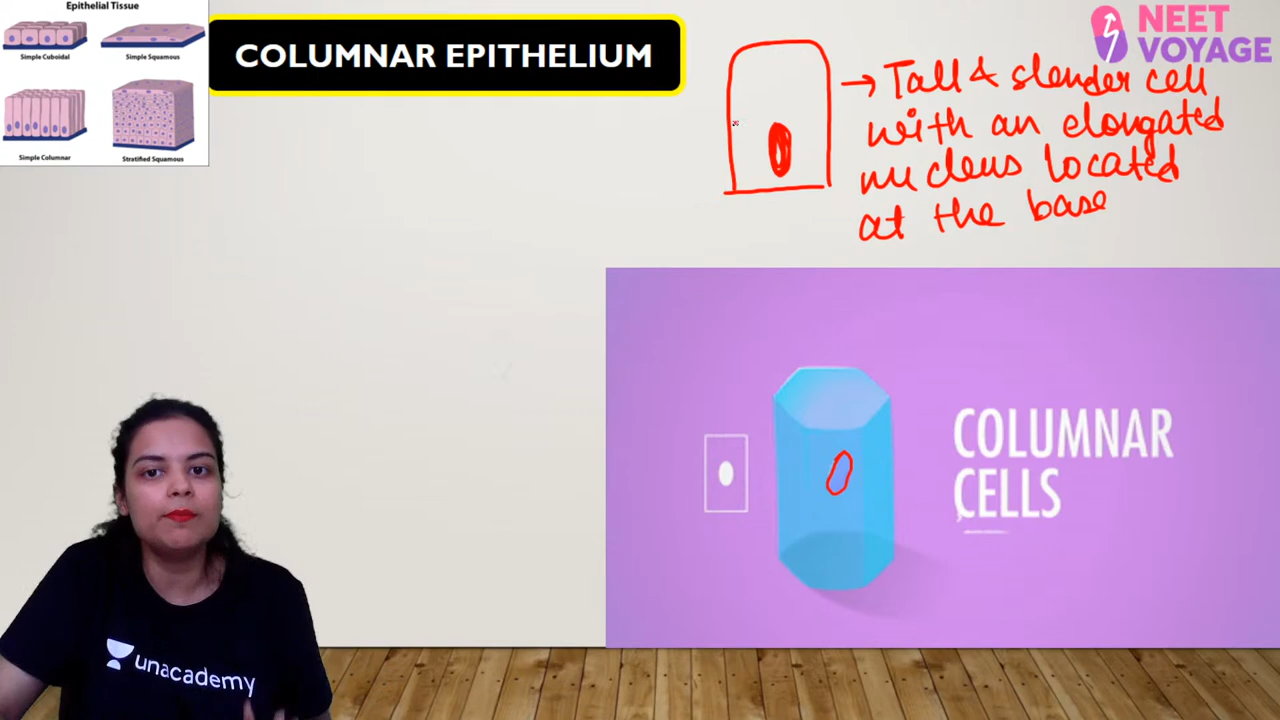 Epithelial Tissue
Simple Cuboidal
Simple Squamous
Simple Columnar
Stratified Squamous
COLUMNAR EPITHELIUM
NEET
VOYAGE
→ Tall & slender cell
with an elongated
nucleus located
at the base
COLUMNAR
CELLS
unacademy